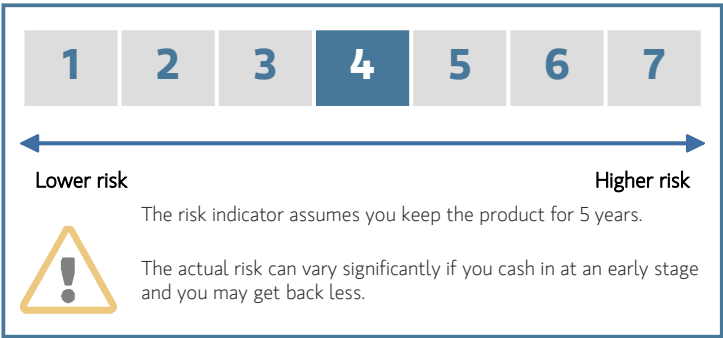 1 2 3 4 5 6 7
Lower risk Higher risk
The risk indicator assumes you keep the product for 5 years.
The actual risk can vary significantly if you cash in at an early stage
and you may get back less.